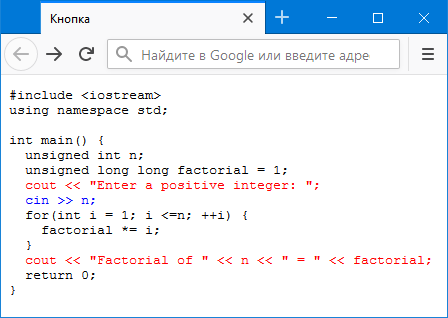 Кнопка
Найдите в Google или введите адре
#include <iostream>
using namespace std;

int main() {
  unsigned int n;
  unsigned long long factorial = 1;
  cout << "Enter a positive integer: ";
  cin >> n;
  for(int i = 1; i <=n; ++i) {
    factorial *= i;
  }
  cout << "Factorial of " << n << " = " << factorial;
  return 0;
}